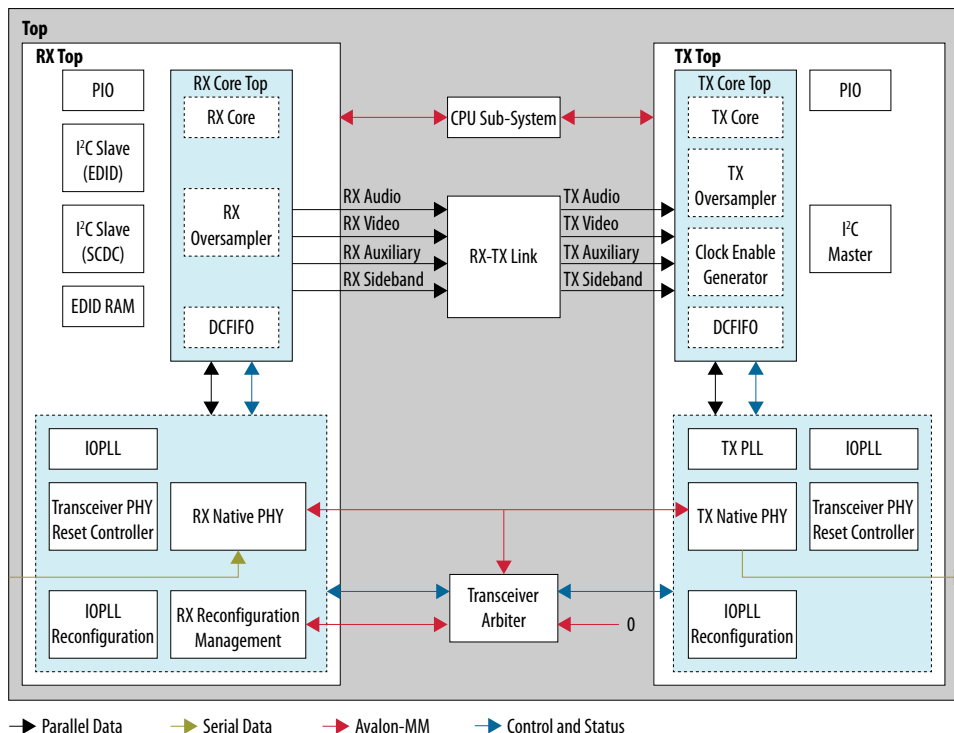 Top
RX Top
PIO
I²C Slave
(EDID)
I²C Slave
(SCDC)
EDID RAM
RX Core Top
RX Core
RX
Oversampler
DCFIFO
IOPLL
Transceiver PHY
Reset Controller
RX Native PHY
IOPLL
Reconfiguration
RX Reconfiguration
Management
CPU Sub-System
RX Audio
RX Video
RX Auxiliary
RX Sideband
RX-TX Link
TX Audio
TX Video
TX Auxiliary
TX Sideband
Transceiver
Arbiter
0
TX Top
TX Core Top
TX Core
TX
Oversampler
Clock Enable
Generator
DCFIFO
PIO
I²C
Master
TX PLL
IOPLL
TX Native PHY
Transceiver PHY
Reset Controller
IOPLL
Reconfiguration
Parallel Data
Serial Data
Avalon-MM
Control and Status